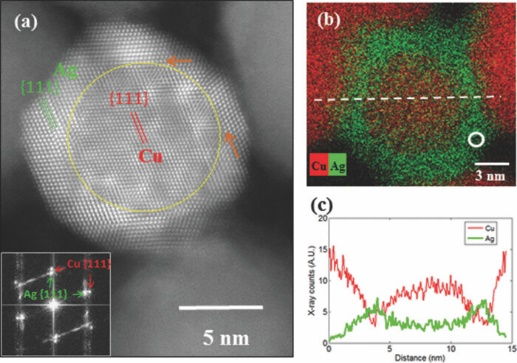 (a)
Ag
{111}
{111}
Cu
Cu {111}
Ag {111}
5 nm
(b)
Cu Ag
3 nm
(c)
X-ray counts (A.U.)
20
15
10
5
0
Cu
Ag
0 5 10 15
Distance (nm)